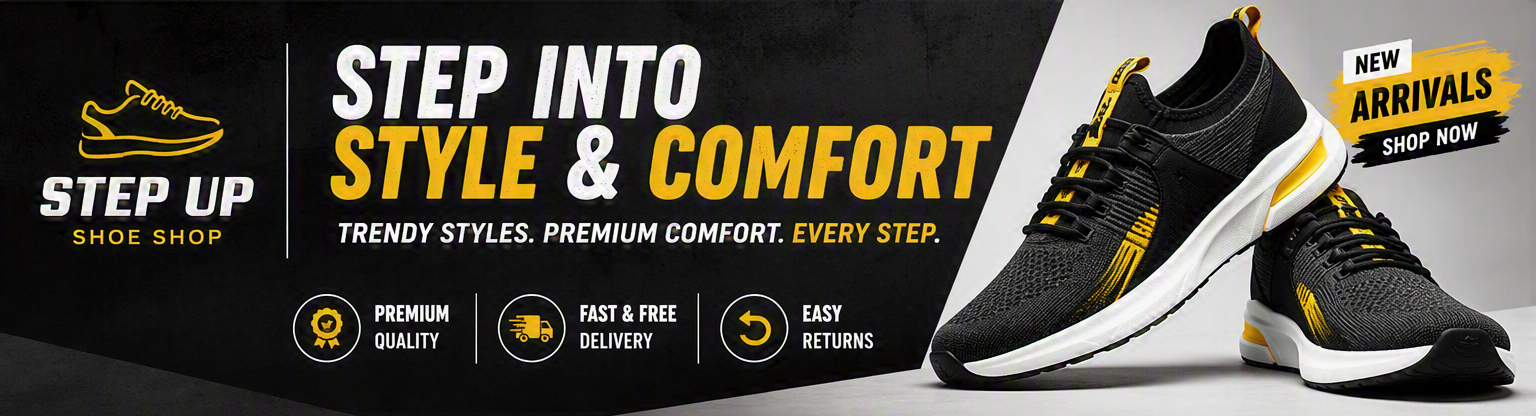 STEP UP
SHOE SHOP
STEP INTO
STYLE & COMFORT
TRENDY STYLES. PREMIUM COMFORT. EVERY STEP.
PREMIUM
QUALITY
FAST & FREE
DELIVERY
EASY
RETURNS
NEW
ARRIVALS
SHOP NOW